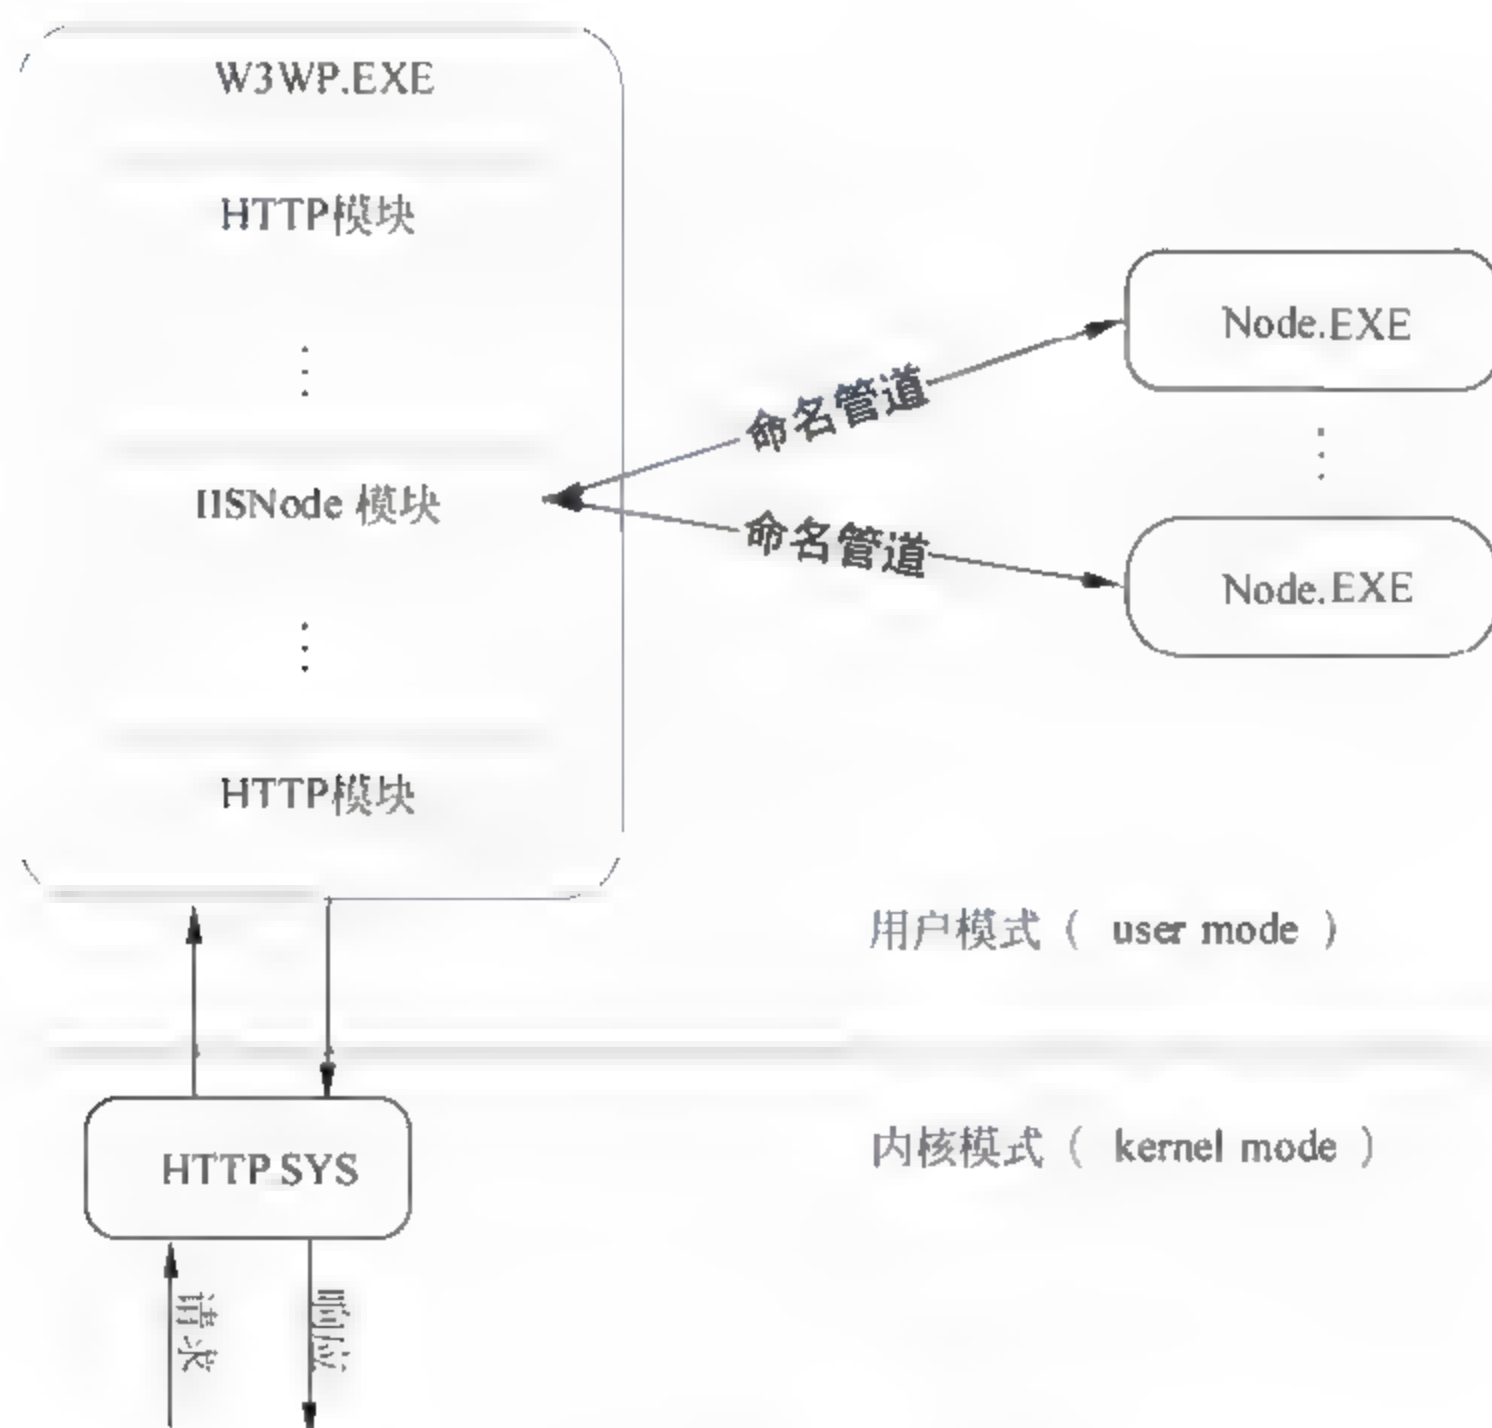 W3WP.EXE
HTTP模块
IISNode 模块
HTTP模块
命名管道
命名管道
Node.EXE
Node.EXE
用户模式（ user mode ）
内核模式（ kernel mode ）
HTTP.SYS
请求
响应